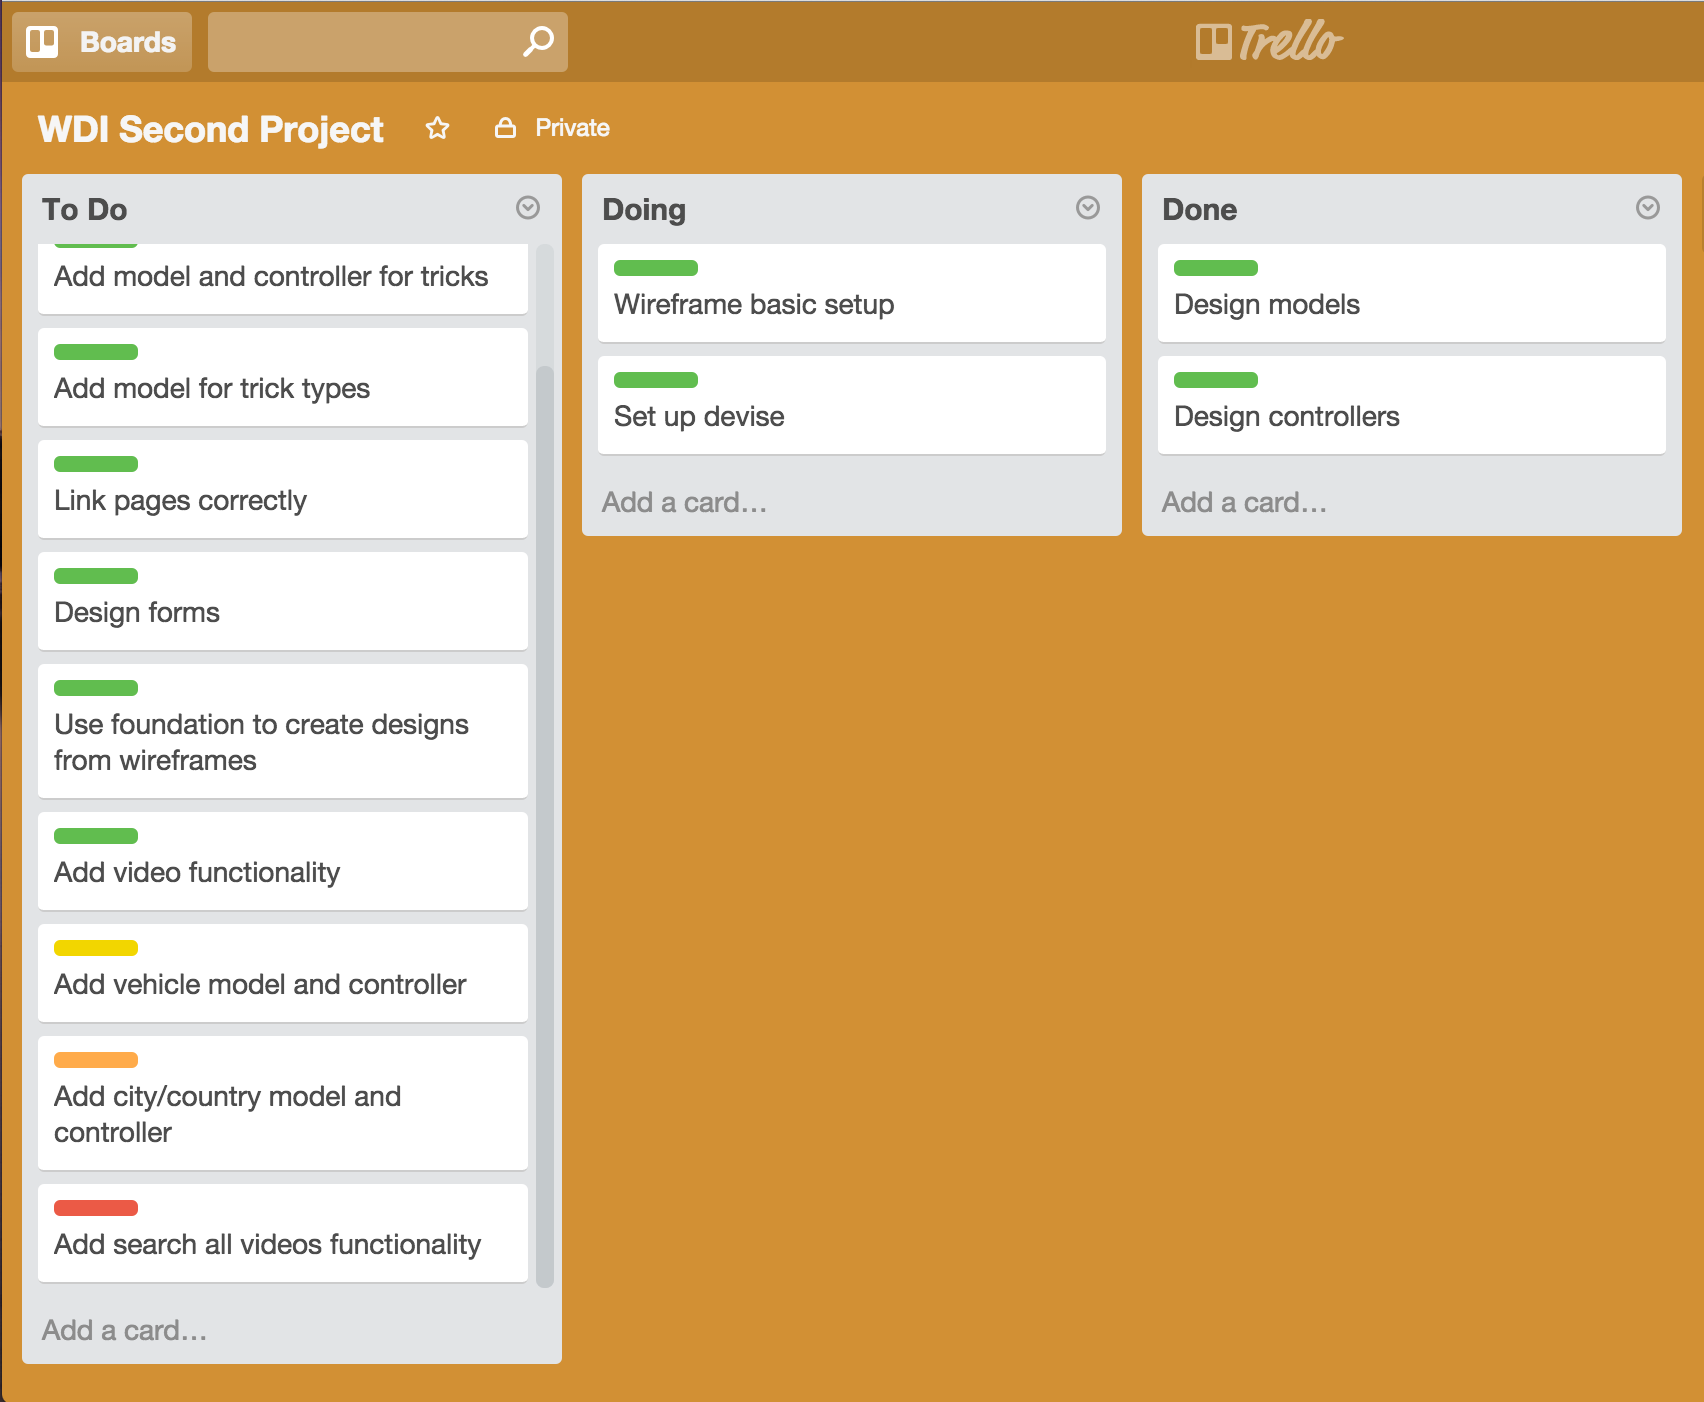 Boards
Trello
WDI Second Project
Private
To Do
Add model and controller for tricks
Add model for trick types
Link pages correctly
Design forms
Use foundation to create designs
from wireframes
Add video functionality
Add vehicle model and controller
Add city/country model and
controller
Add search all videos functionality
Add a card...
Doing
Wireframe basic setup
Set up devise
Add a card...
Done
Design models
Design controllers
Add a card...